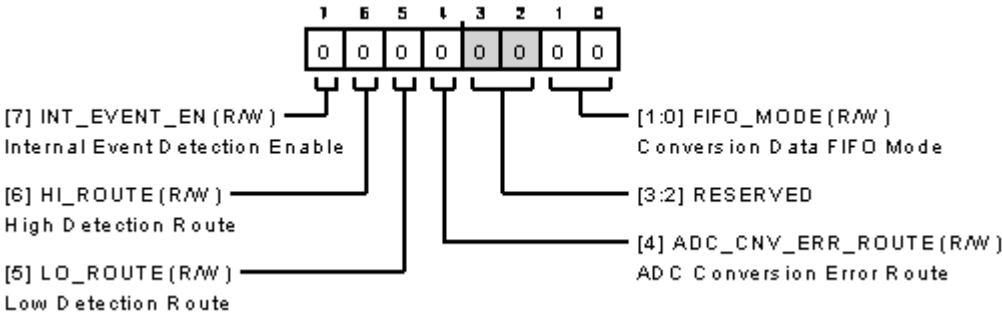 7 6 5 4 3 2 1 0
0 0 0 0 0 0 0 0
[7] INT_EVENT_EN (R/W)
Internal Event Detection Enable
[6] HI_ROUTE (R/W)
High Detection Route
[5] LO_ROUTE (R/W)
Low Detection Route
[1:0] FIFO_MODE (R/W)
Conversion Data FIFO Mode
[3:2] RESERVED
[4] ADC_CNV_ERR_ROUTE (R/W)
ADC Conversion Error Route